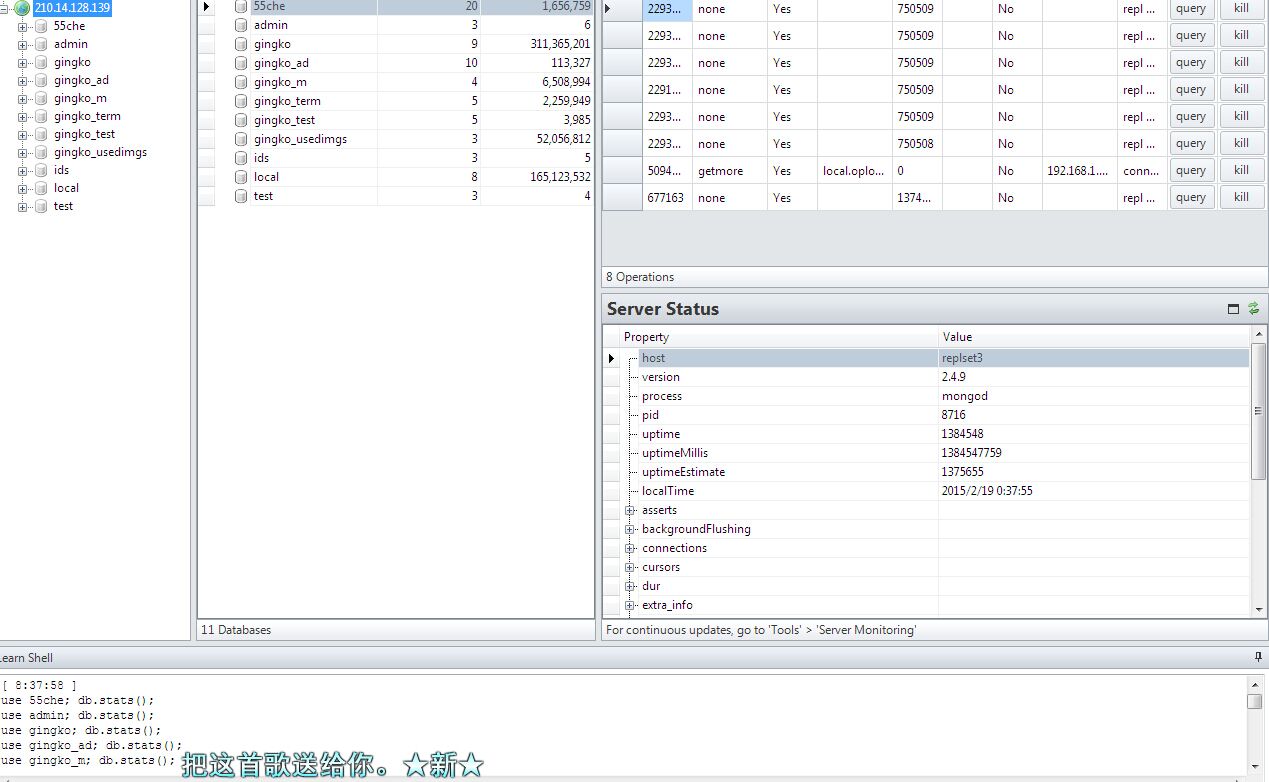 210.14.128.139
55che
admin
gingko
gingko_ad
gingko_m
gingko_term
gingko_test
gingko_usedimgs
ids
local
test
55che 20 1,656,759
admin 3 6
gingko 9 311,365,201
gingko_ad 10 113,327
gingko_m 4 6,508,994
gingko_term 5 2,259,949
gingko_test 5 3,985
gingko_usedimgs 3 52,056,812
ids 3 5
local 8 165,123,532
test 3 4
11 Databases
2293... none Yes 750509 No repl ... query kill
2293... none Yes 750509 No repl ... query kill
2293... none Yes 750509 No repl ... query kill
2291... none Yes 750509 No repl ... query kill
2293... none Yes 750509 No repl ... query kill
2293... none Yes 750508 No repl ... query kill
5094... getmore Yes local.oplo... 0 No 192.168.1.... conn... query kill
677163 none Yes 1374... No repl ... query kill
8 Operations
Server Status
Property Value
host replset3
version 2.4.9
process mongod
pid 8716
uptime 1384548
uptimeMillis 1384547759
uptimeEstimate 1375655
localTime 2015/2/19 0:37:55
asserts
backgroundFlushing
connections
cursors
dur
extra_info
For continuous updates, go to 'Tools' > 'Server Monitoring'
Learn Shell
[ 8:37:58 ]
use 55che; db.stats();
use admin; db.stats();
use gingko; db.stats();
use gingko_ad; db.stats();
use gingko_m; db.stats();
把这首歌送给你。★新★